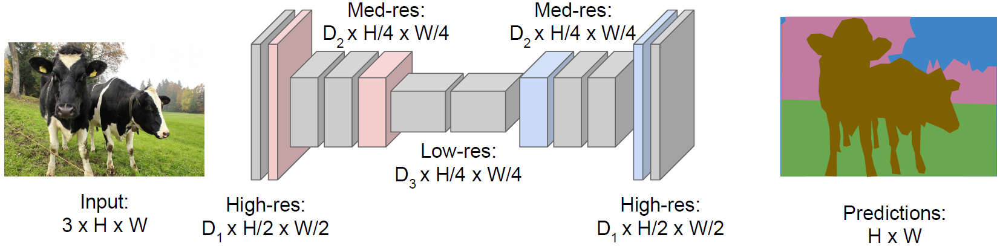 Med-res:
D2 x H/4 x W/4
Med-res:
D2 x H/4 x W/4
Low-res:
D3 x H/4 x W/4
Input:
3 x H x W
High-res:
D1 x H/2 x W/2
High-res:
D1 x H/2 x W/2
Predictions:
H x W